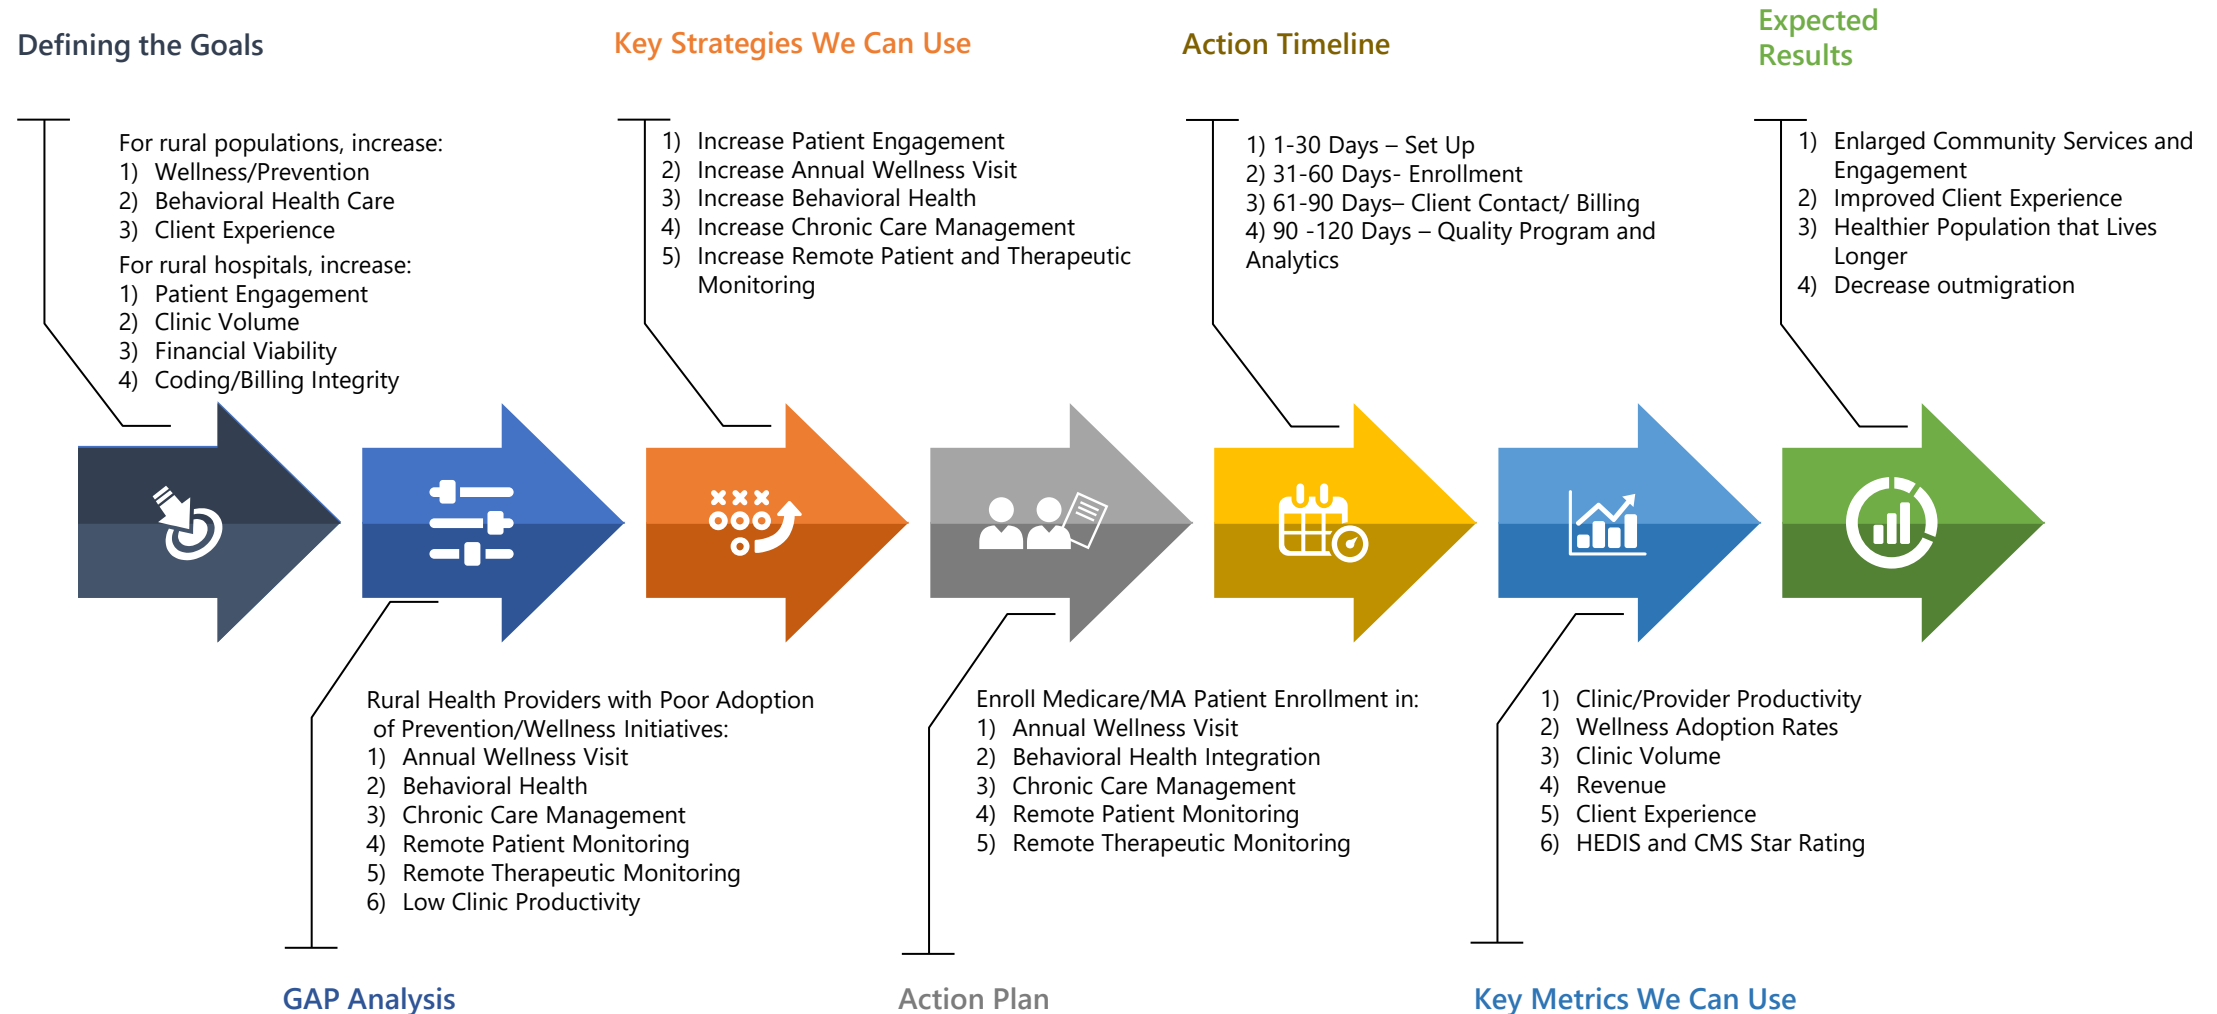 Defining the Goals
For rural populations, increase:
1) Wellness/Prevention
2) Behavioral Health Care
3) Client Experience
For rural hospitals, increase:
1) Patient Engagement
2) Clinic Volume
3) Financial Viability
4) Coding/Billing Integrity
Rural Health Providers with Poor Adoption
of Prevention/Wellness Initiatives:
1) Annual Wellness Visit
2) Behavioral Health
3) Chronic Care Management
4) Remote Patient Monitoring
5) Remote Therapeutic Monitoring
6) Low Clinic Productivity
GAP Analysis
Key Strategies We Can Use
1) Increase Patient Engagement
2) Increase Annual Wellness Visit
3) Increase Behavioral Health
4) Increase Chronic Care Management
5) Increase Remote Patient and Therapeutic
Monitoring
Enroll Medicare/MA Patient Enrollment in:
1) Annual Wellness Visit
2) Behavioral Health Integration
3) Chronic Care Management
4) Remote Patient Monitoring
5) Remote Therapeutic Monitoring
Action Plan
Action Timeline
1) 1-30 Days – Set Up
2) 31-60 Days- Enrollment
3) 61-90 Days– Client Contact/ Billing
4) 90 -120 Days – Quality Program and
Analytics
1) Clinic/Provider Productivity
2) Wellness Adoption Rates
3) Clinic Volume
4) Revenue
5) Client Experience
6) HEDIS and CMS Star Rating
Key Metrics We Can Use
Expected
Results
1) Enlarged Community Services and
Engagement
2) Improved Client Experience
3) Healthier Population that Lives
Longer
4) Decrease outmigration